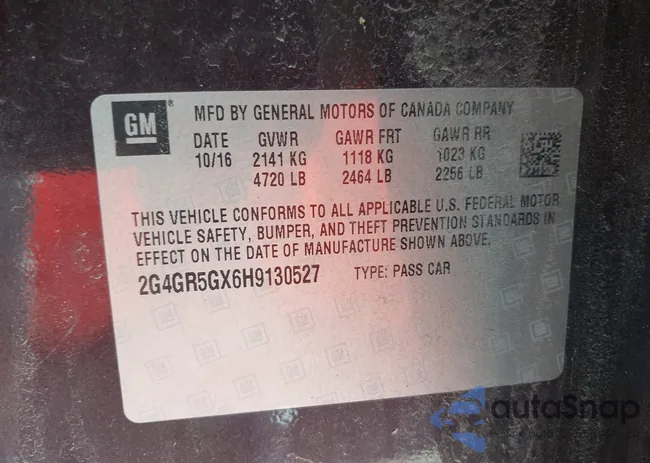 GM
MFD BY GENERAL MOTORS OF CANADA COMPANY
DATE GVWR GAWR FRT GAWR RR
10/16 2141 KG 1118 KG 1023 KG
4720 LB 2464 LB 2256 LB
THIS VEHICLE CONFORMS TO ALL APPLICABLE U.S. FEDERAL MOTOR
VEHICLE SAFETY, BUMPER, AND THEFT PREVENTION STANDARDS IN
EFFECT ON THE DATE OF MANUFACTURE SHOWN ABOVE.
2G4GR5GX6H9130527 TYPE: PASS CAR
autaSnap